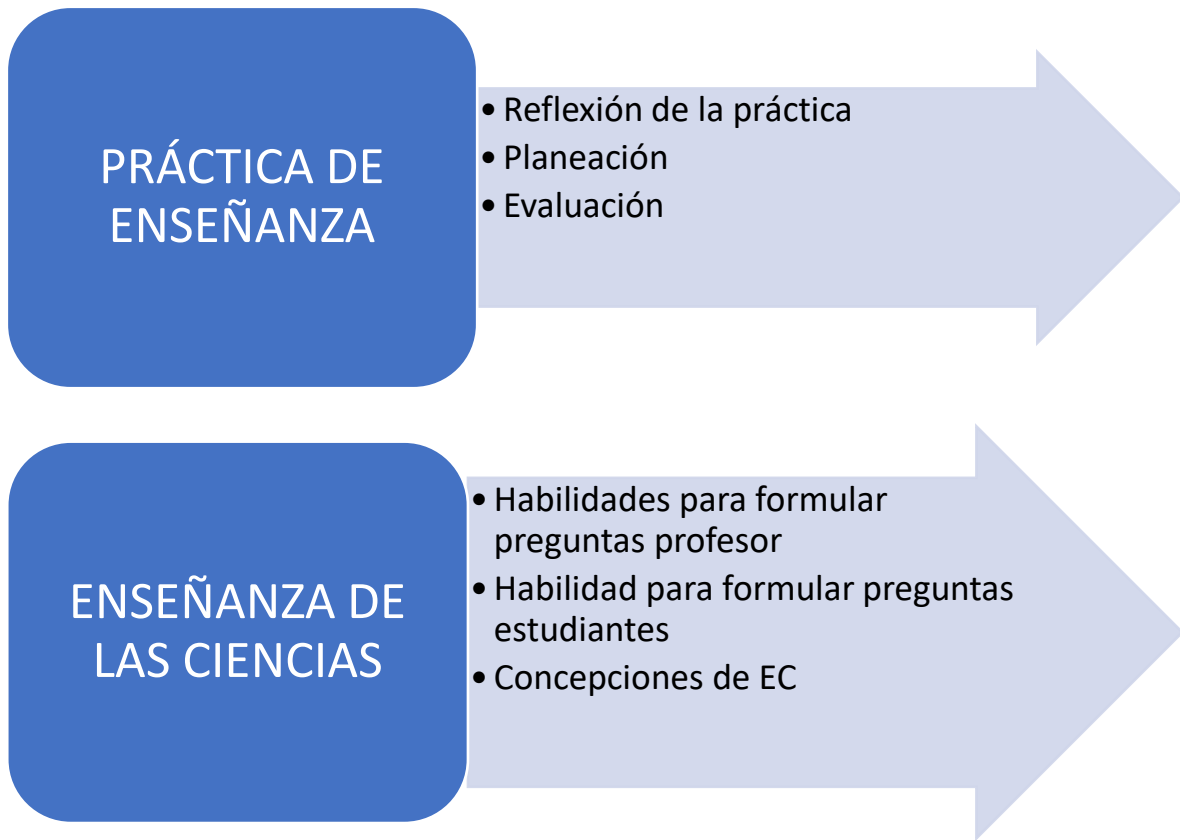 PRÁCTICA DE
ENSEÑANZA
• Reflexión de la práctica
• Planeación
• Evaluación
ENSEÑANZA DE
LAS CIENCIAS
• Habilidades para formular
preguntas profesor
• Habilidad para formular preguntas
estudiantes
• Concepciones de EC